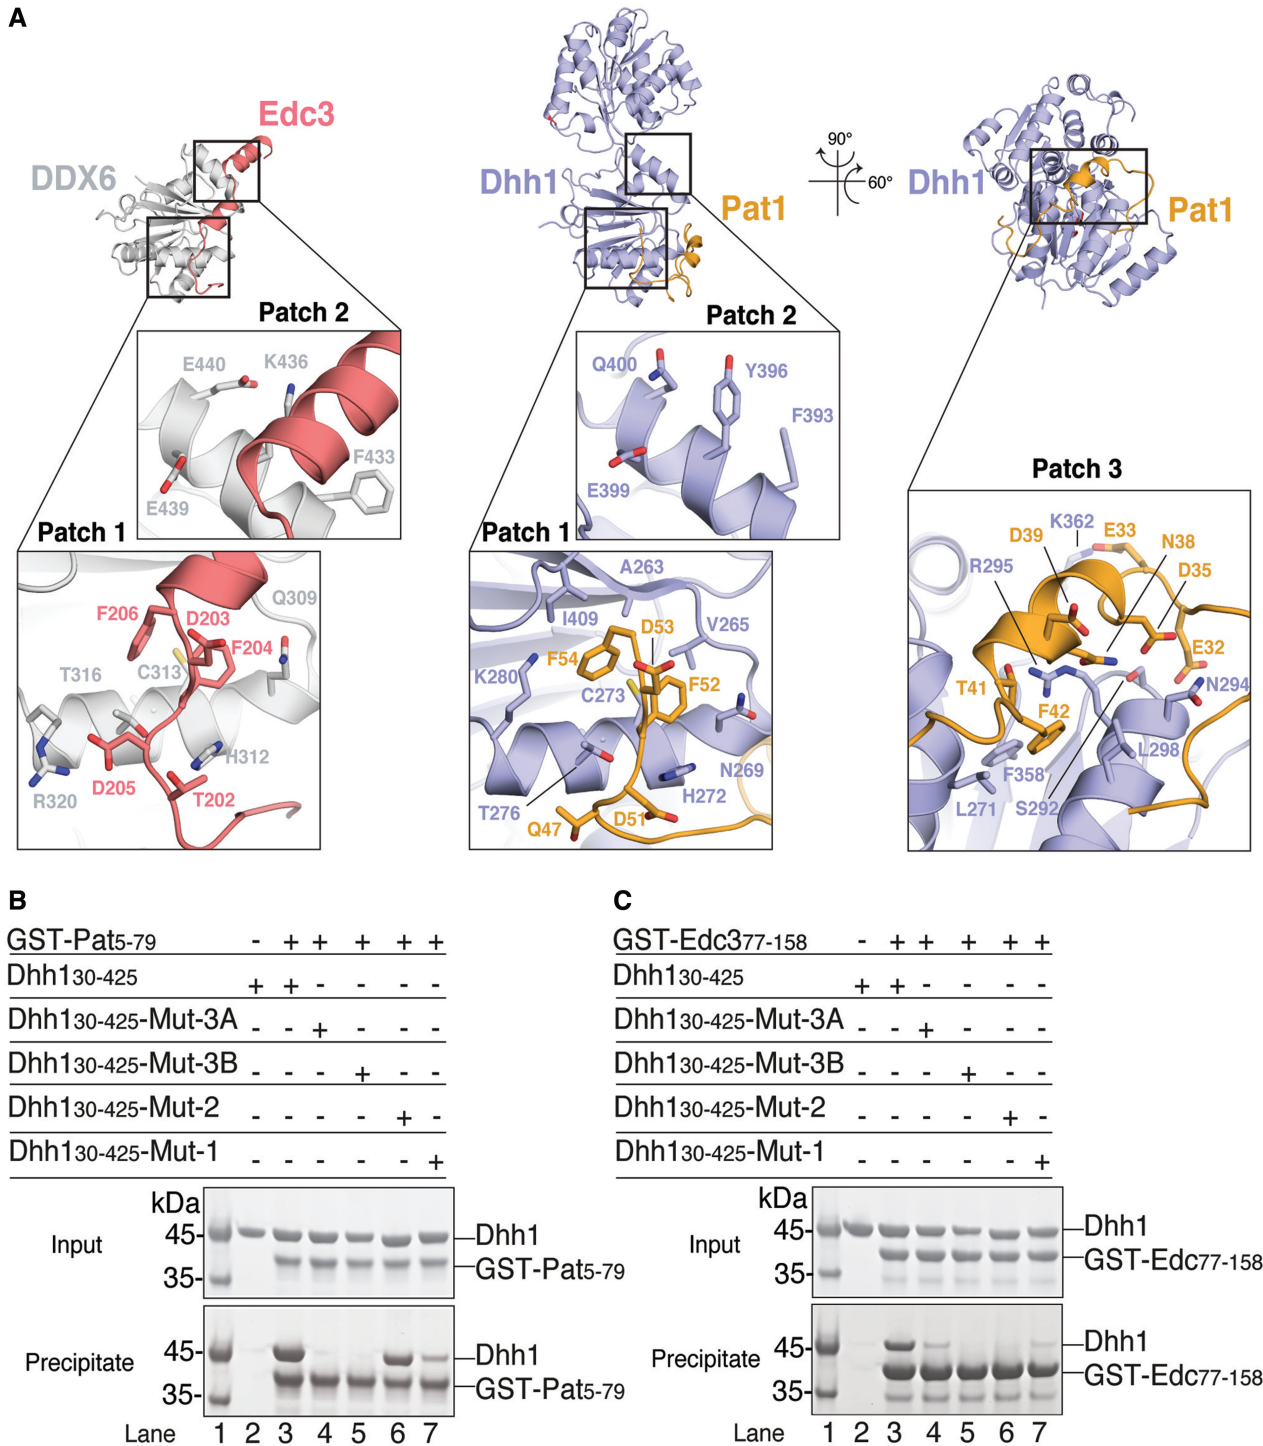 A
Edc3
DDX6
Dhh1
Pat1
90°
60°
Dhh1
Pat1
Patch 2
E440
K436
F433
E439
Patch 2
Q400
Y396
F393
E399
Patch 3
K362
D39
E33
N38
R295
D35
E32
T41
N294
F42
L298
F358
L271
S292
Patch 1
F206
D203
Q309
F204
T316
C313
H312
D205
R320
T202
Patch 1
A263
I409
D53
V265
F54
K280
C273
F52
N269
T276
H272
Q47
D51
B
GST-Pat5-79 - + + + + +
Dhh130-425 + + - - - -
Dhh130-425-Mut-3A - - + - - -
Dhh130-425-Mut-3B - - - + - -
Dhh130-425-Mut-2 - - - - + -
Dhh130-425-Mut-1 - - - - - +
kDa
Input
45-
35-
Dhh1
GST-Pat5-79
Precipitate
45-
35-
Dhh1
GST-Pat5-79
Lane 1 2 3 4 5 6 7
C
GST-Edc377-158 - + + + + +
Dhh130-425 + + - - - -
Dhh130-425-Mut-3A - - + - - -
Dhh130-425-Mut-3B - - - + - -
Dhh130-425-Mut-2 - - - - + -
Dhh130-425-Mut-1 - - - - - +
kDa
Input
45-
35-
Dhh1
GST-Edc77-158
Precipitate
45-
35-
Dhh1
GST-Edc77-158
Lane 1 2 3 4 5 6 7